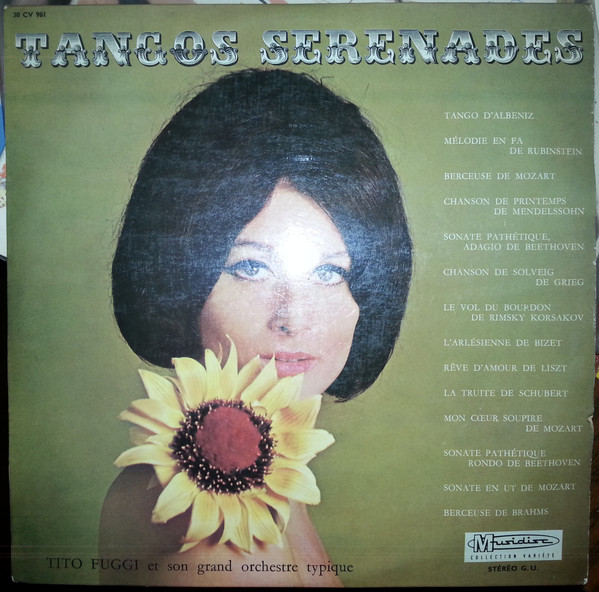 30 CV 981
TANGOS SERENADES
TANGO D'ALBENIZ
MÉLODIE EN FA
DE RUBINSTEIN
BERCEUSE DE MOZART
CHANSON DE PRINTEMPS
DE MENDELSSOHN
SONATE PATHÉTIQUE,
ADAGIO DE BEETHOVEN
CHANSON DE SOLVEIG
DE GRIEG
LE VOL DU BOURDON
DE RIMSKY KORSAKOV
L'ARLÉSIENNE DE BIZET
RÊVE D'AMOUR DE LISZT
LA TRUITE DE SCHUBERT
MON CŒUR SOUPIRE
DE MOZART
SONATE PATHÉTIQUE
RONDO DE BEETHOVEN
SONATE EN UT DE MOZART
BERCEUSE DE BRAHMS
TITO FUGGI et son grand orchestre typique
Musidisc
COLLECTION VARIÉTÉ
STÉRÉO G.U.